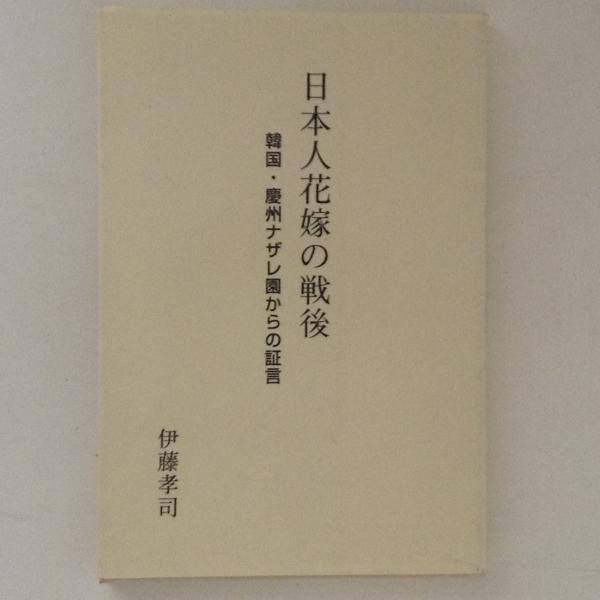 日本人花嫁の戦後
韓国・慶州ナザレ園からの証言
伊藤孝司